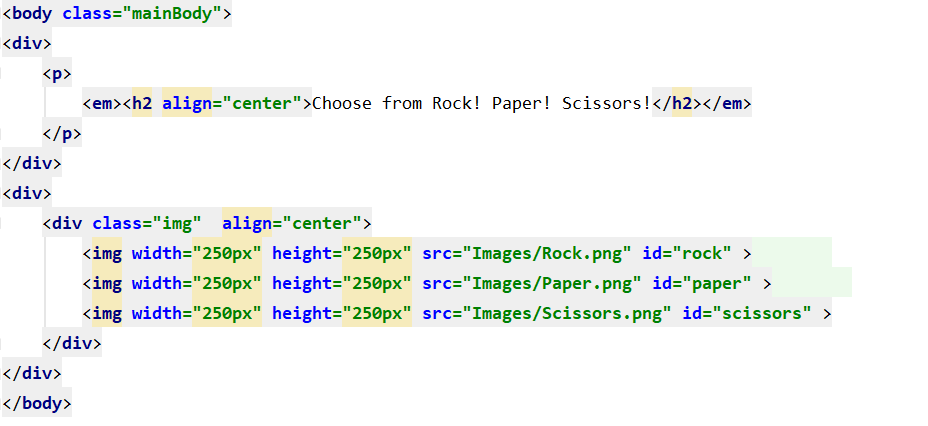 <body class="mainBody">
<div>
    <p>
        <em><h2 align="center">Choose from Rock! Paper! Scissors!</h2></em>
    </p>
</div>
<div>
    <div class="img"  align="center">
        <img width="250px" height="250px" src="Images/Rock.png" id="rock" >
        <img width="250px" height="250px" src="Images/Paper.png" id="paper" >
        <img width="250px" height="250px" src="Images/Scissors.png" id="scissors" >
    </div>
</div>
</body>